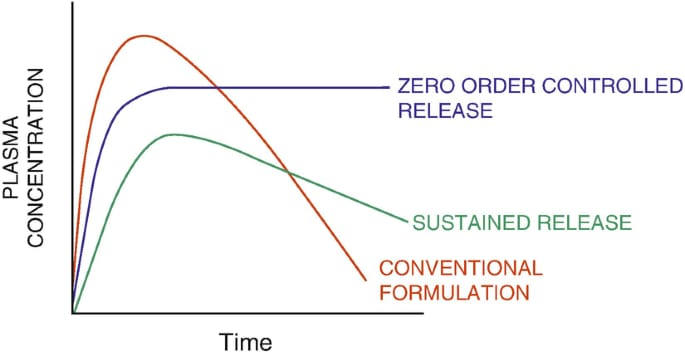 PLASMA
CONCENTRATION
ZERO ORDER CONTROLLED
RELEASE
SUSTAINED RELEASE
CONVENTIONAL
FORMULATION
Time